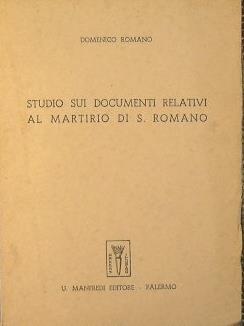 DOMENICO ROMANO
STUDIO SUI DOCUMENTI RELATIVI
AL MARTIRIO DI S. ROMANO
U. MANFREDI EDITORE - PALERMO